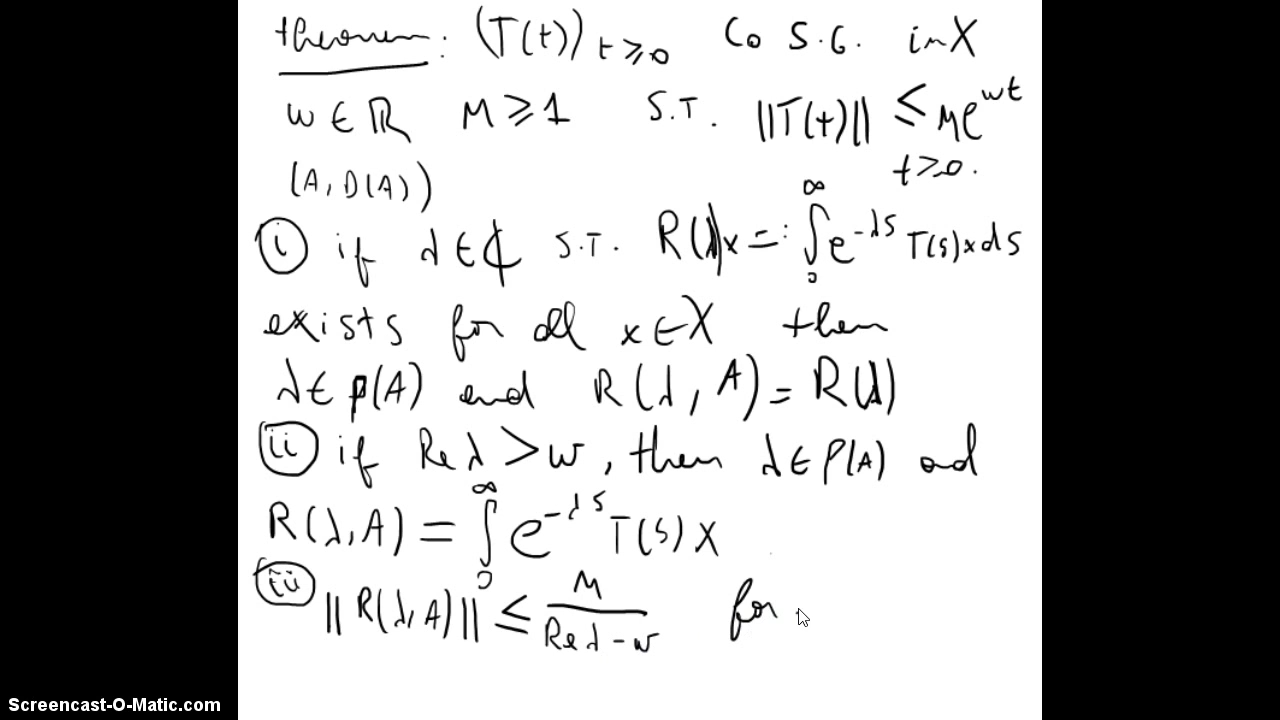 theorem: (T(t))t≥0 C0 S.G. in X
w ∈ ℝ M ≥ 1 S.T. ||T(t)|| ≤ Me^wt
(A, D(A)) t≥0.
(i) if λ ∈ ℂ S.T. R(λ)x =: ∫0^∞ e^-λs T(s)x ds
exists for all x ∈ X then
λ ∈ ρ(A) and R(λ, A) = R(λ)
(ii) if Re λ > w, then λ ∈ ρ(A) and
R(λ, A) = ∫0^∞ e^-λs T(s) x
(iii) ||R(λ, A)|| ≤ M/(Re λ - w) for
Screencast-O-Matic.com